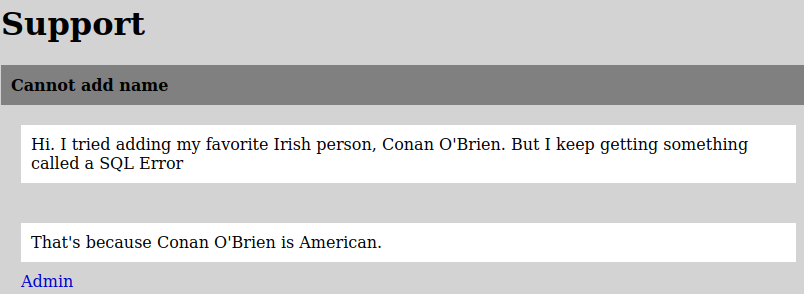 Support
Cannot add name
Hi. I tried adding my favorite Irish person, Conan O'Brien. But I keep getting something
called a SQL Error
That's because Conan O'Brien is American.
Admin